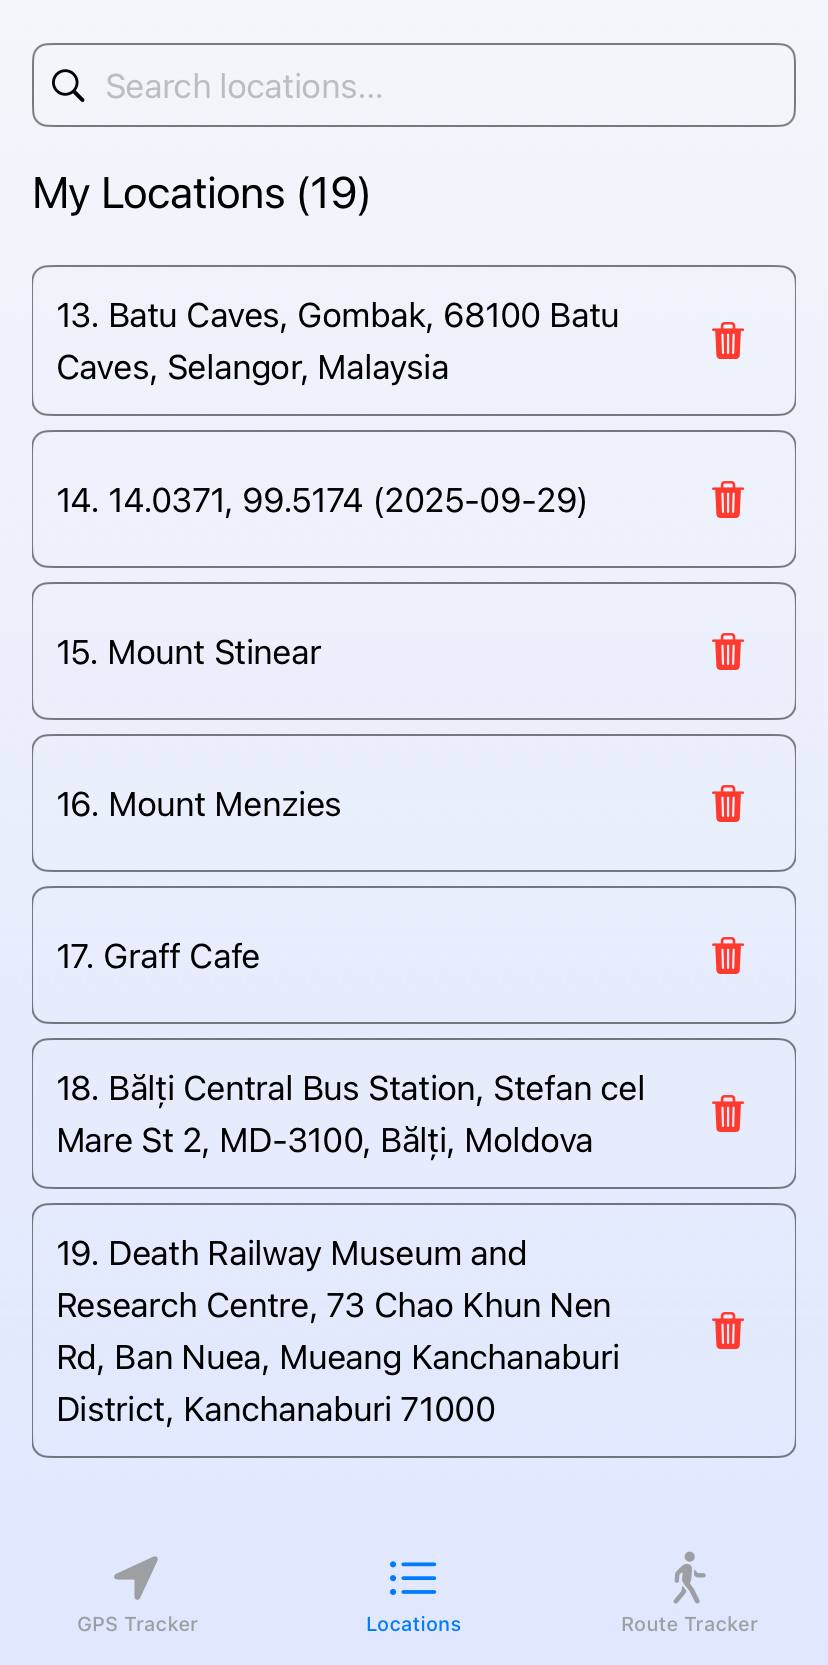 Search locations...
My Locations (19)
13. Batu Caves, Gombak, 68100 Batu
Caves, Selangor, Malaysia
14. 14.0371, 99.5174 (2025-09-29)
15. Mount Stinear
16. Mount Menzies
17. Graff Cafe
18. Bălți Central Bus Station, Stefan cel
Mare St 2, MD-3100, Bălți, Moldova
19. Death Railway Museum and
Research Centre, 73 Chao Khun Nen
Rd, Ban Nuea, Mueang Kanchanaburi
District, Kanchanaburi 71000
GPS Tracker
Locations
Route Tracker